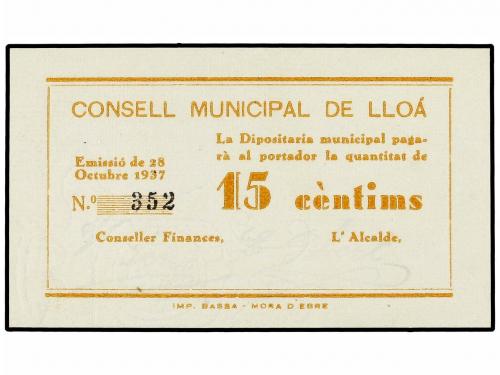 CONSELL MUNICIPAL DE LLOÁ
La Dipositaria municipal paga-
rà al portador la quantitat de
Emissió de 28
Octubre 1937
N.º 352
15 cèntims
Conseller Finances,
L'Alcalde,
IMP. BASSA - MORA D'EBRE